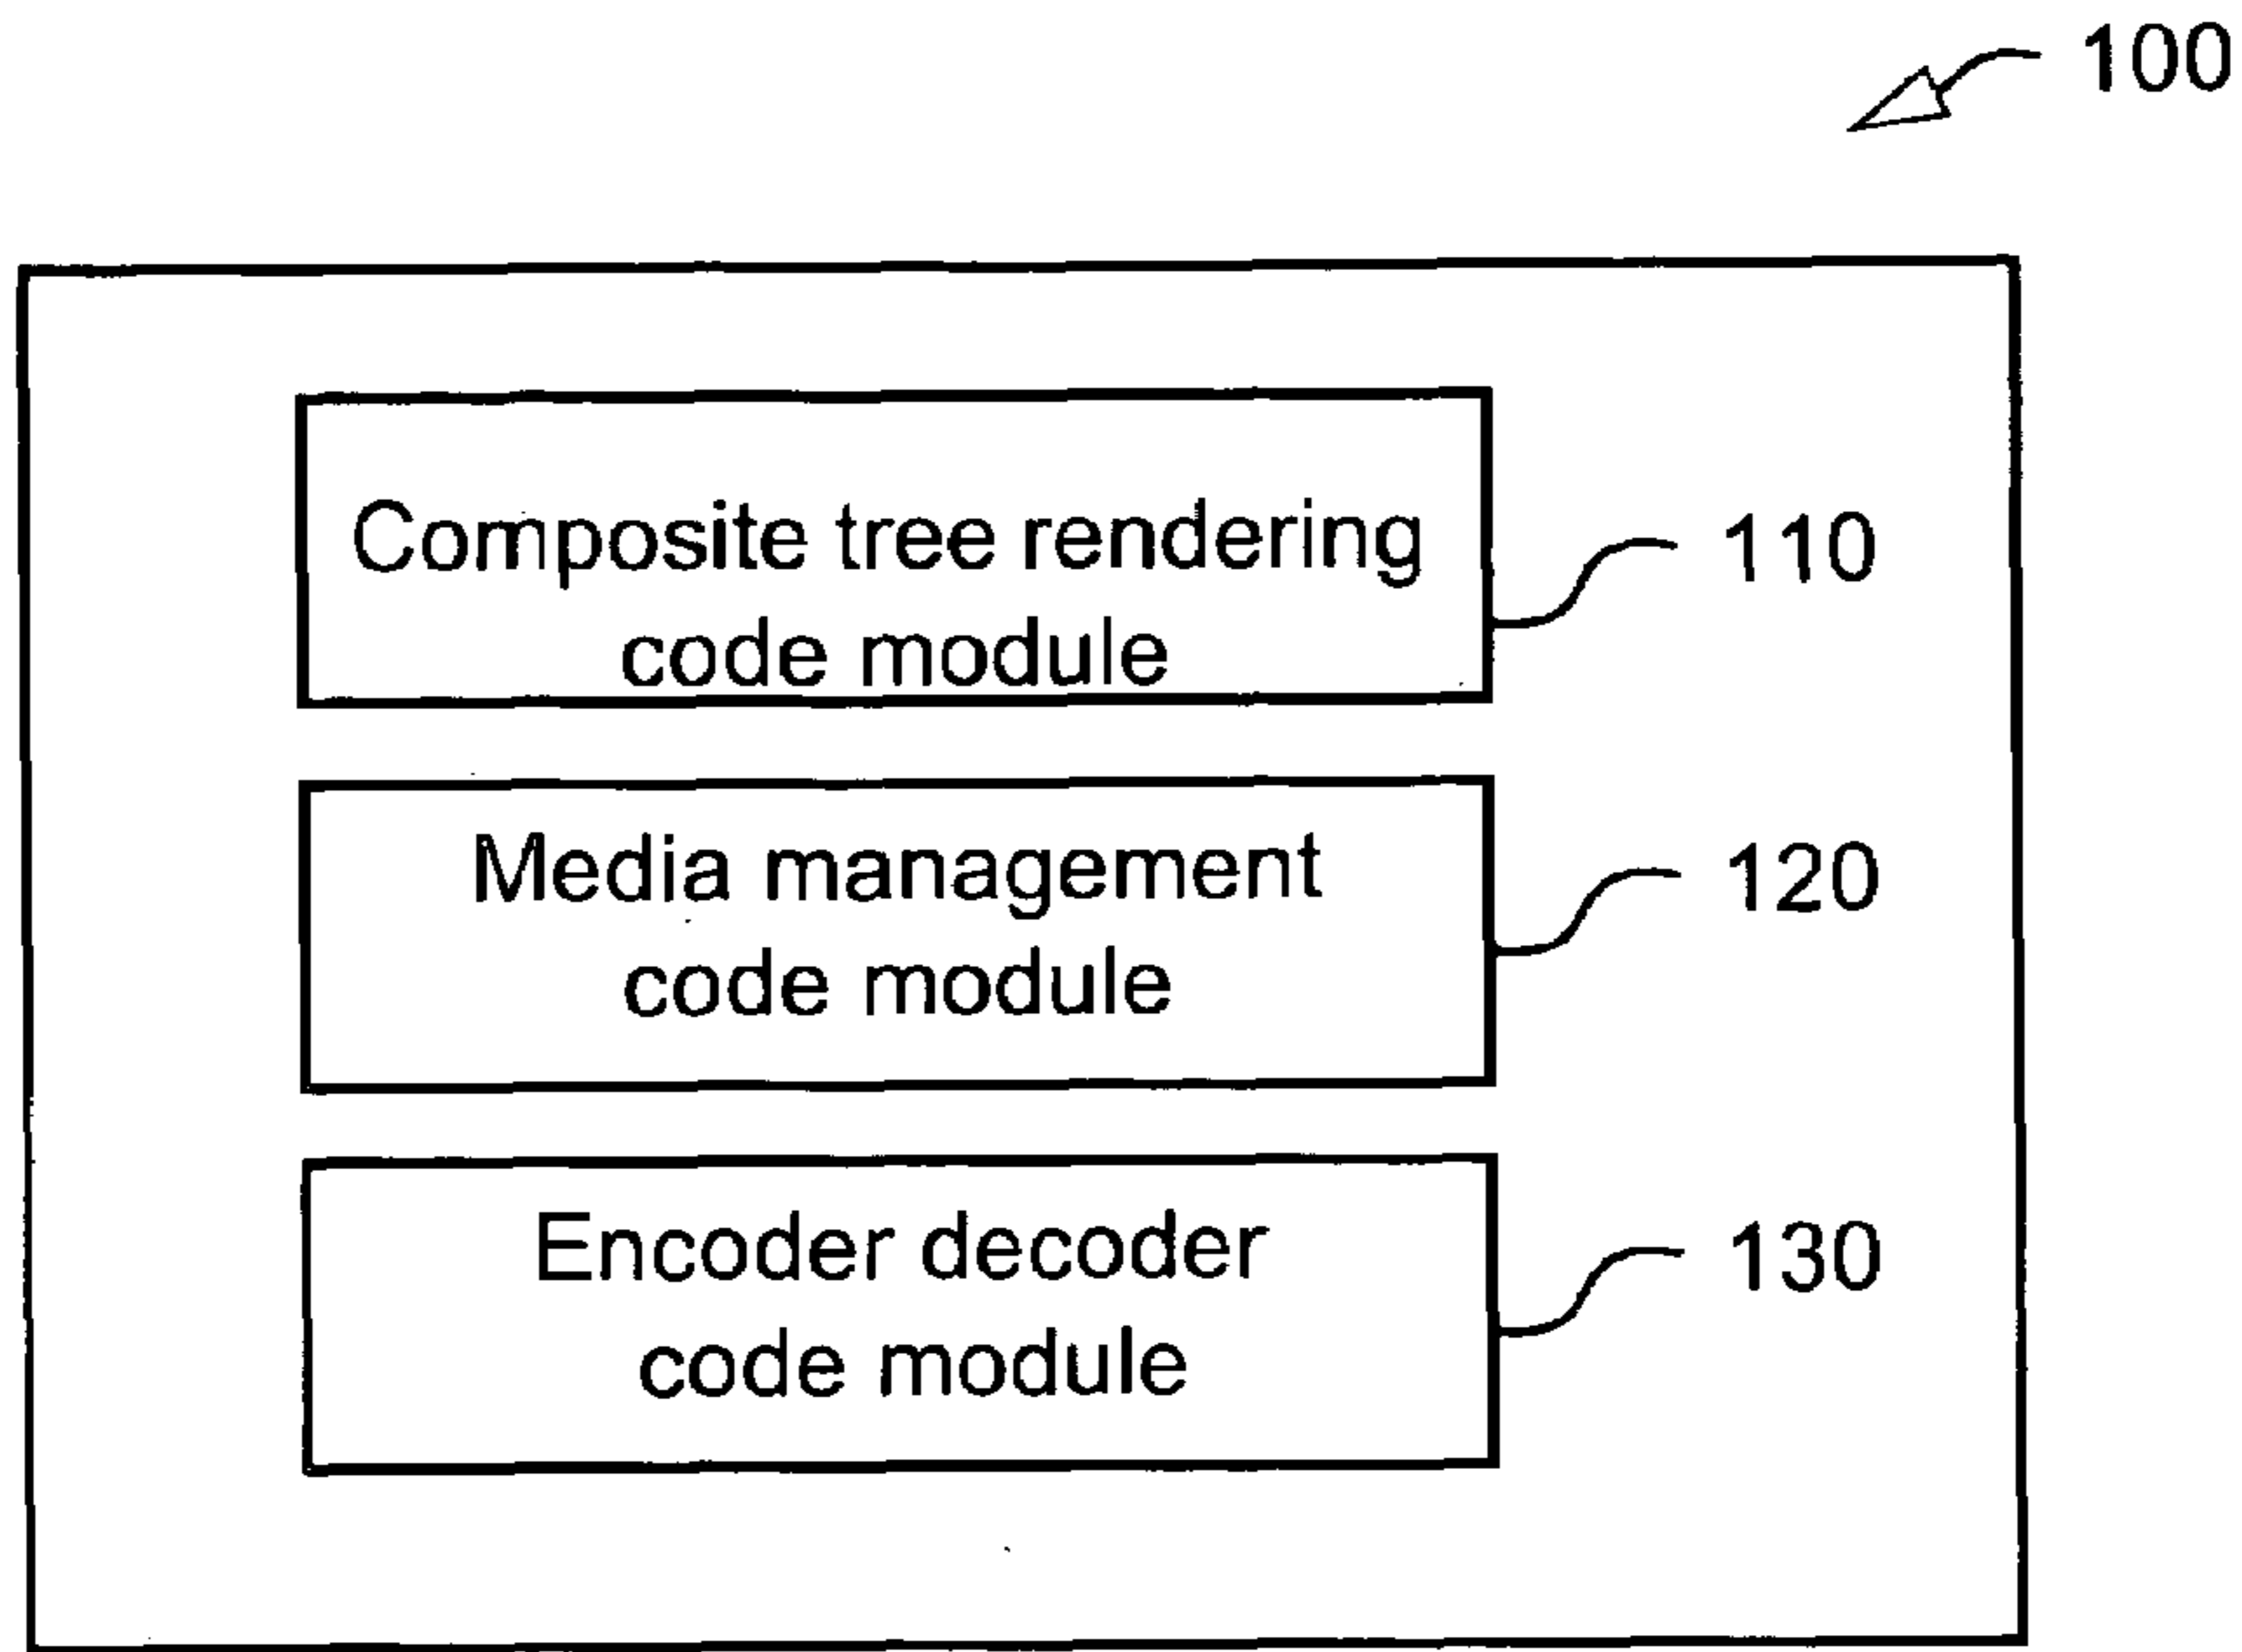 100
Composite tree rendering
code module
110
Media management
code module
120
Encoder decoder
code module
130